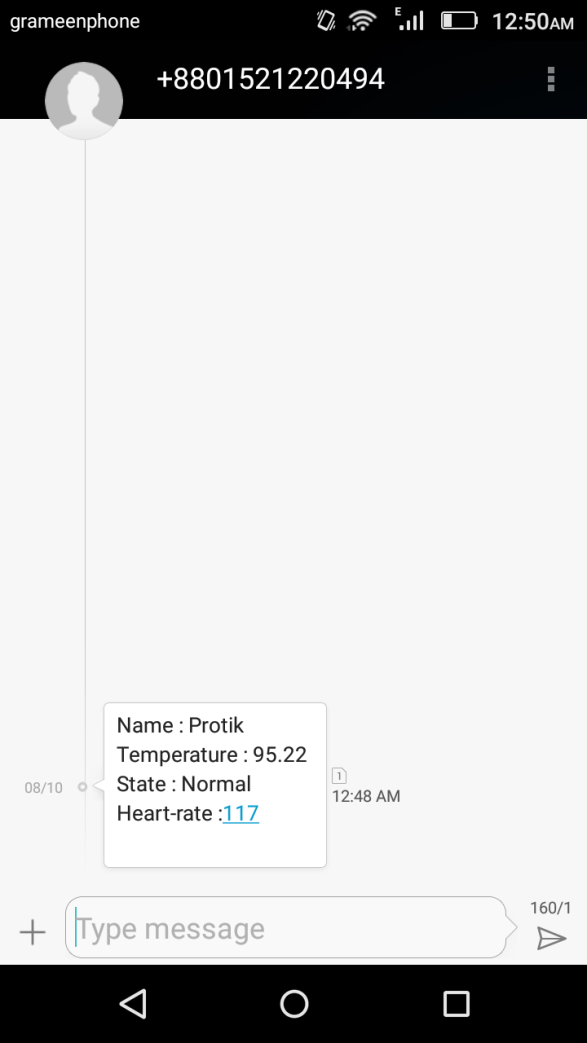 grameenphone
E
12:50AM
+8801521220494
Name : Protik
Temperature : 95.22
State : Normal
Heart-rate :117
08/10
1
12:48 AM
Type message
160/1